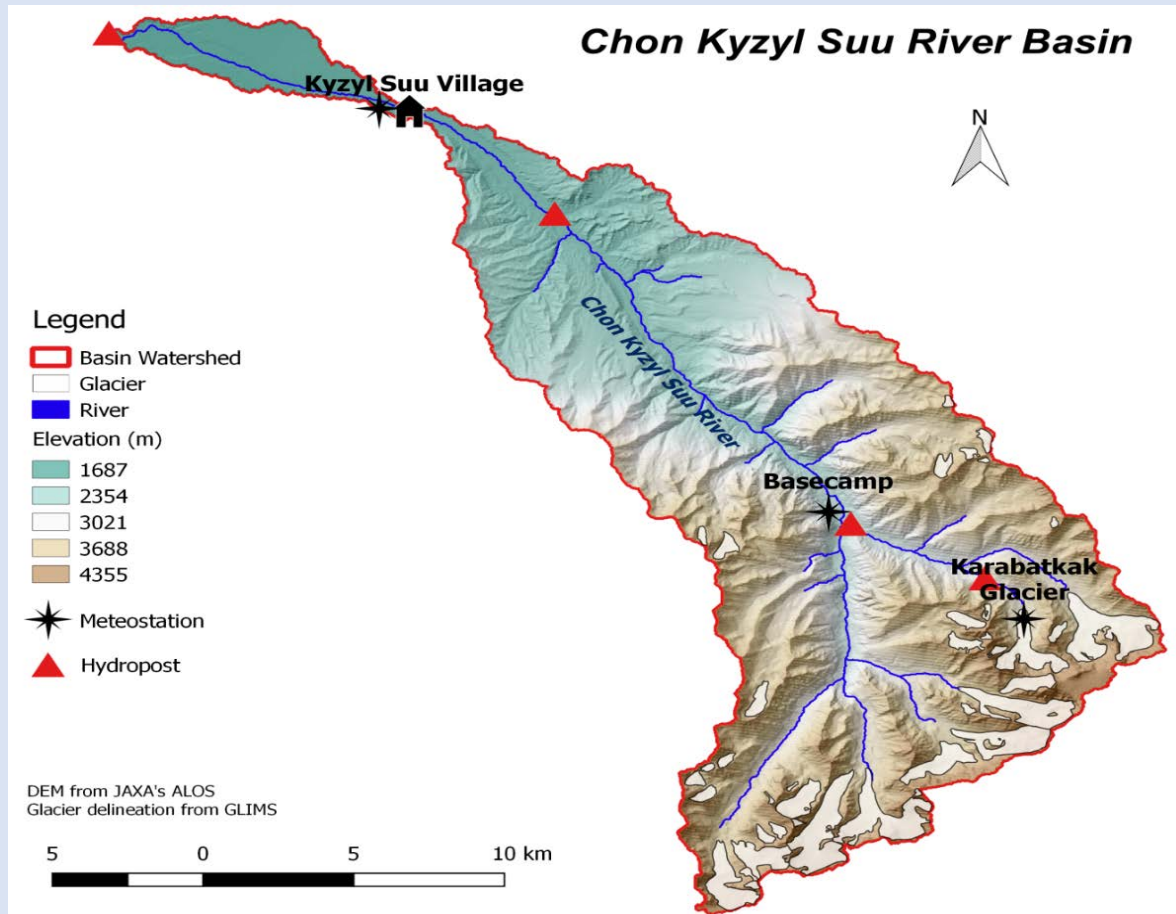 Chon Kyzyl Suu River Basin
Kyzyl Suu Village
N
Chon Kyzyl Suu River
Basecamp
Karabatkak
Glacier
Legend
Basin Watershed
Glacier
River
Elevation (m)
1687
2354
3021
3688
4355
Meteostation
Hydropost
DEM from JAXA's ALOS
Glacier delineation from GLIMS
5 0 5 10 km